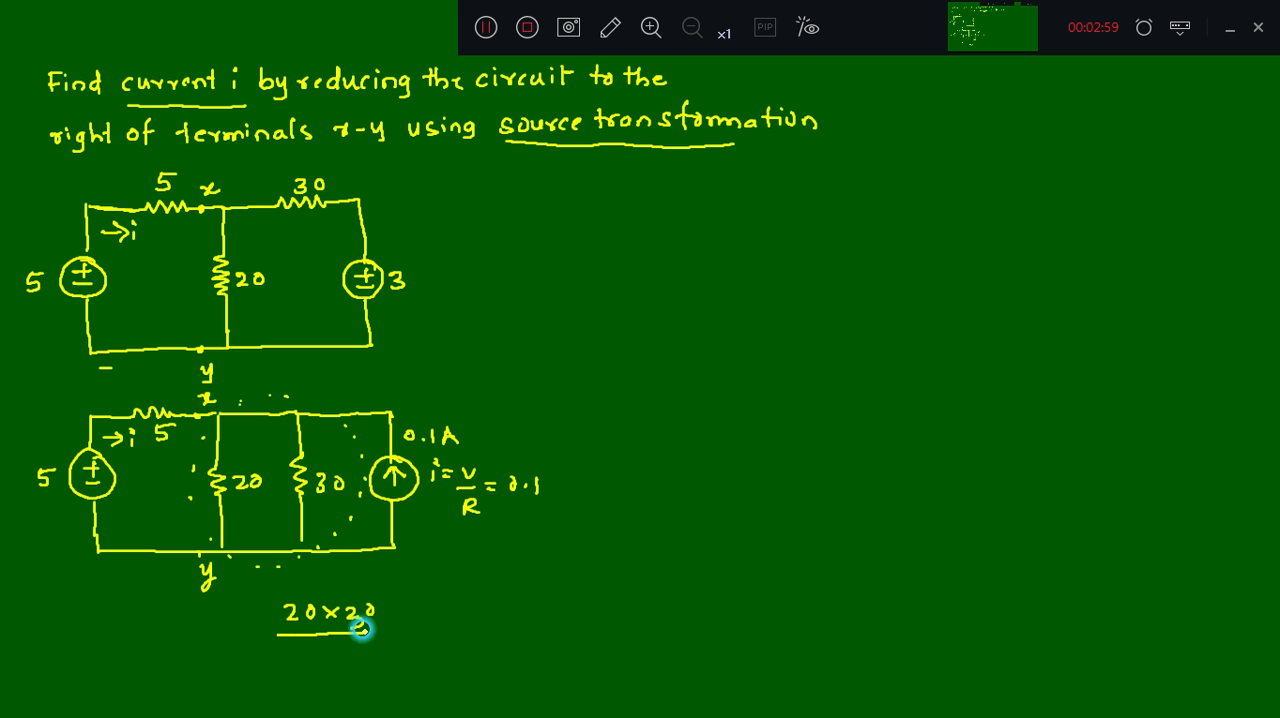 x1
PIP
00:02:59
Find current i by reducing the circuit to the
right of terminals x-y using source transformation
5 x 30
→i
5 20 3
y
x
→i 5 0.1A
5 20 30 i = V/R = 0.1
y
20×20